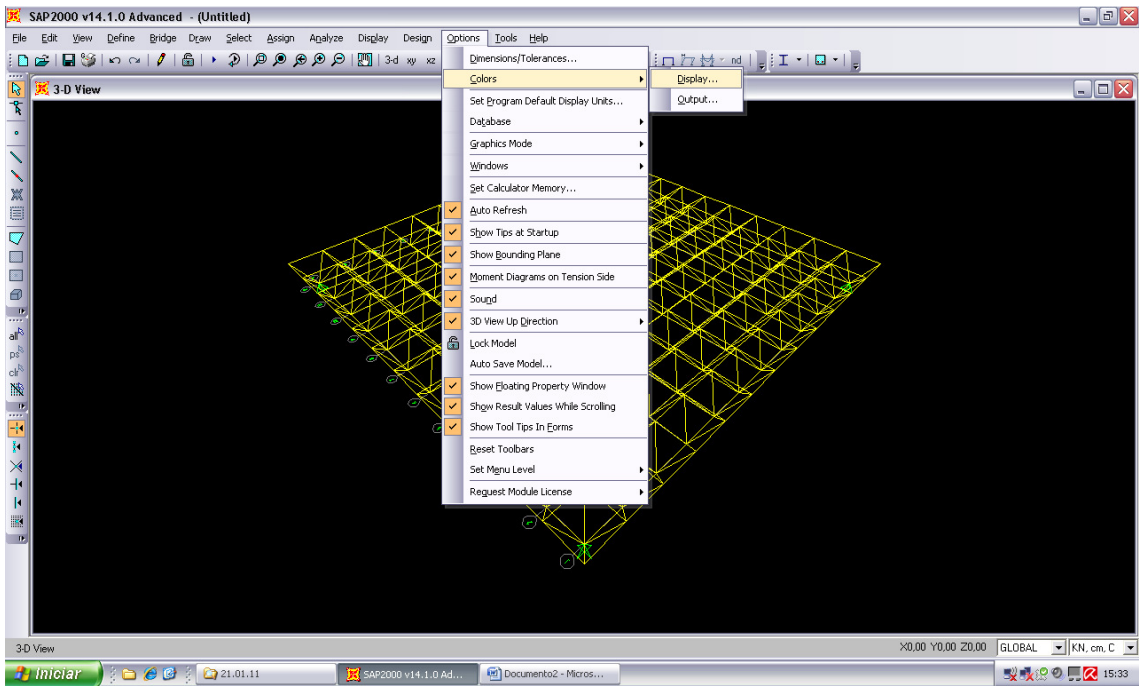 SAP2000 v14.1.0 Advanced - (Untitled)
File Edit View Define Bridge Draw Select Assign Analyze Display Design Options Tools Help
3-d xy xz nd
3-D View
Dimensions/Tolerances...
Colors
Display...
Output...
Set Program Default Display Units...
Database
Graphics Mode
Windows
Set Calculator Memory...
Auto Refresh
Show Tips at Startup
Show Bounding Plane
Moment Diagrams on Tension Side
Sound
3D View Up Direction
Lock Model
Auto Save Model...
Show Floating Property Window
Show Result Values While Scrolling
Show Tool Tips In Forms
Reset Toolbars
Set Menu Level
Request Module License
all
ps
clr
3-D View X0,00 Y0,00 Z0,00 GLOBAL KN, cm, C
Iniciar 21.01.11 SAP2000 v14.1.0 Ad... Documento2 - Micros... 15:33